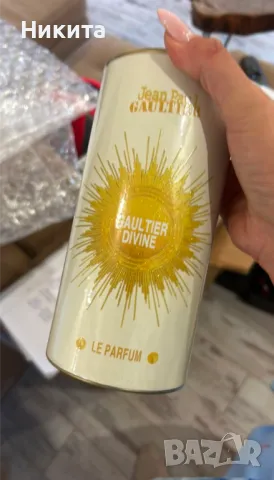 Никита
Jean Paul
GAULTIER
GAULTIER
DIVINE
LE PARFUM
BAZAR